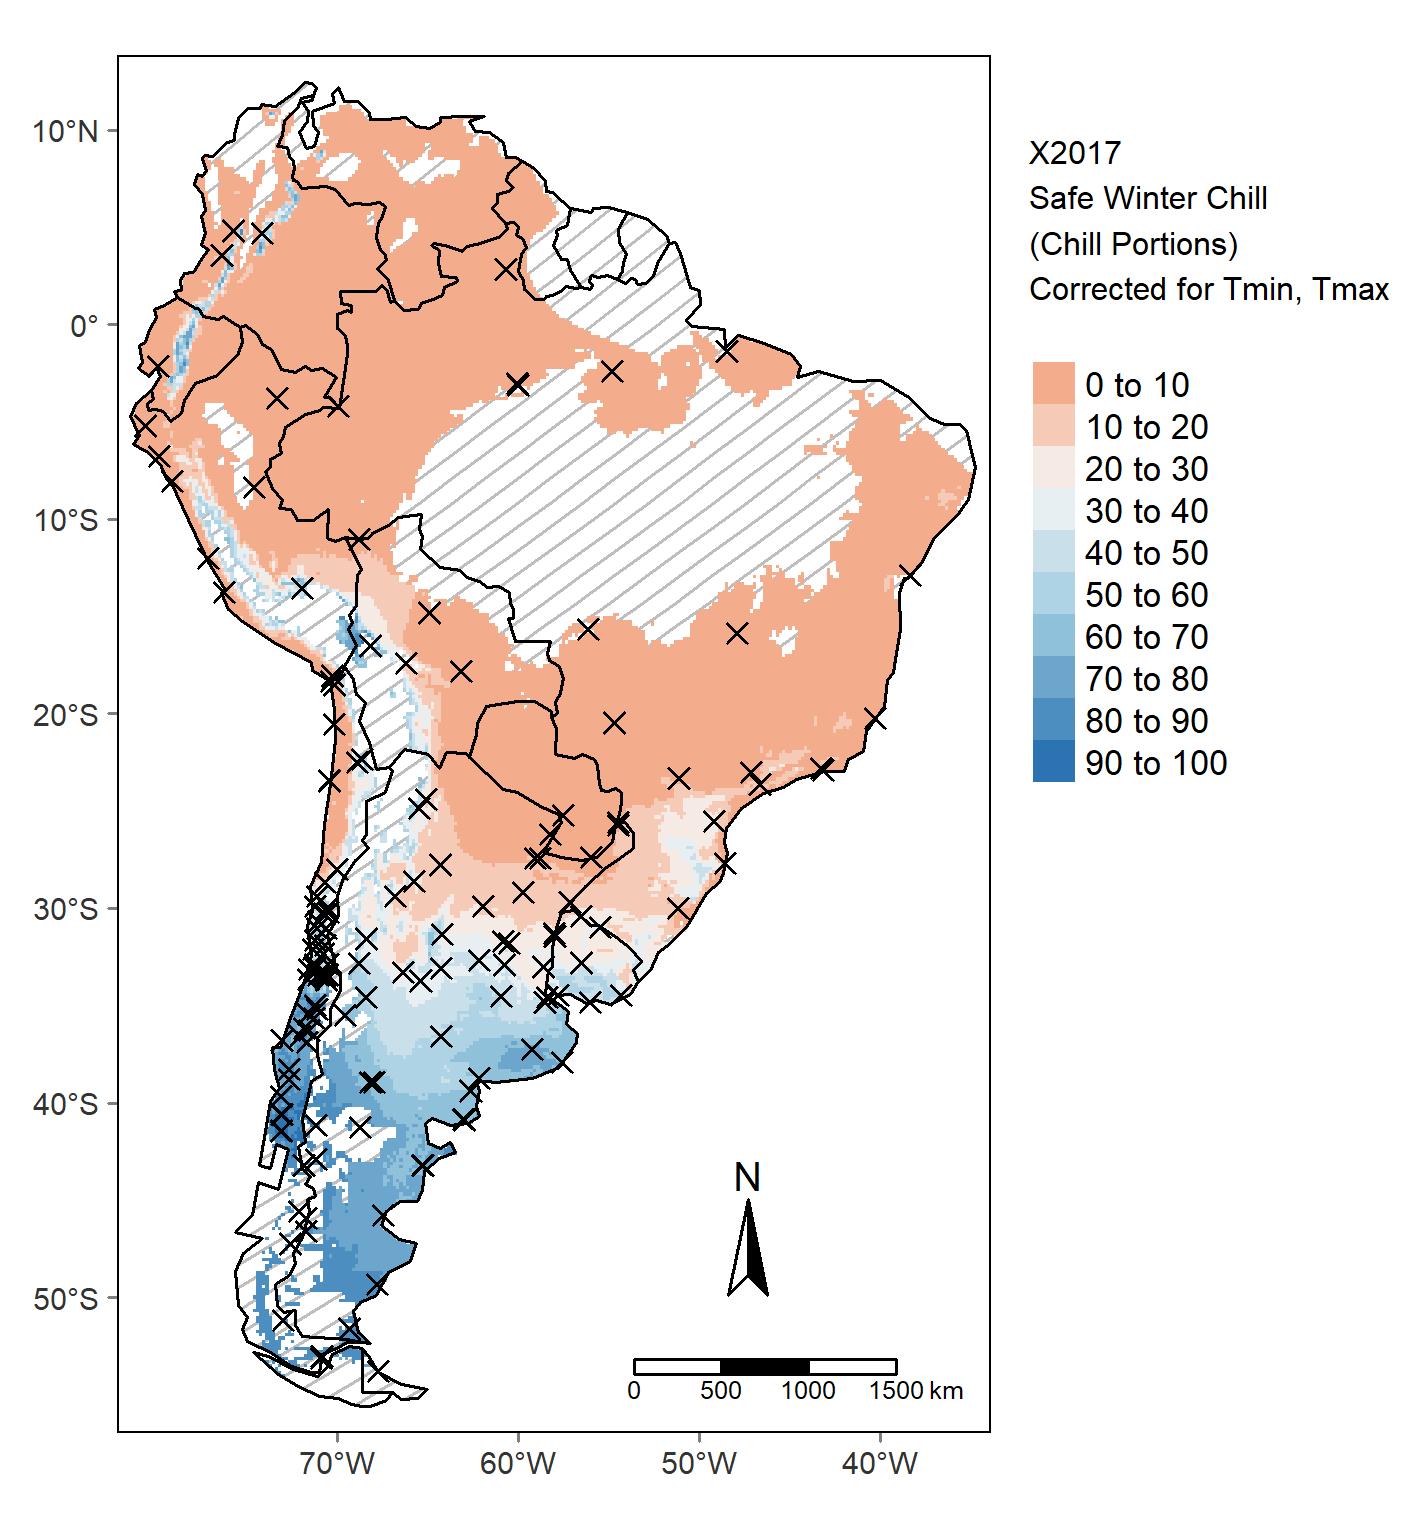 X2017
Safe Winter Chill
(Chill Portions)
Corrected for Tmin, Tmax
0 to 10
10 to 20
20 to 30
30 to 40
40 to 50
50 to 60
60 to 70
70 to 80
80 to 90
90 to 100
10°N
0°
10°S
20°S
30°S
40°S
50°S
N
0 500 1000 1500 km
70°W 60°W 50°W 40°W